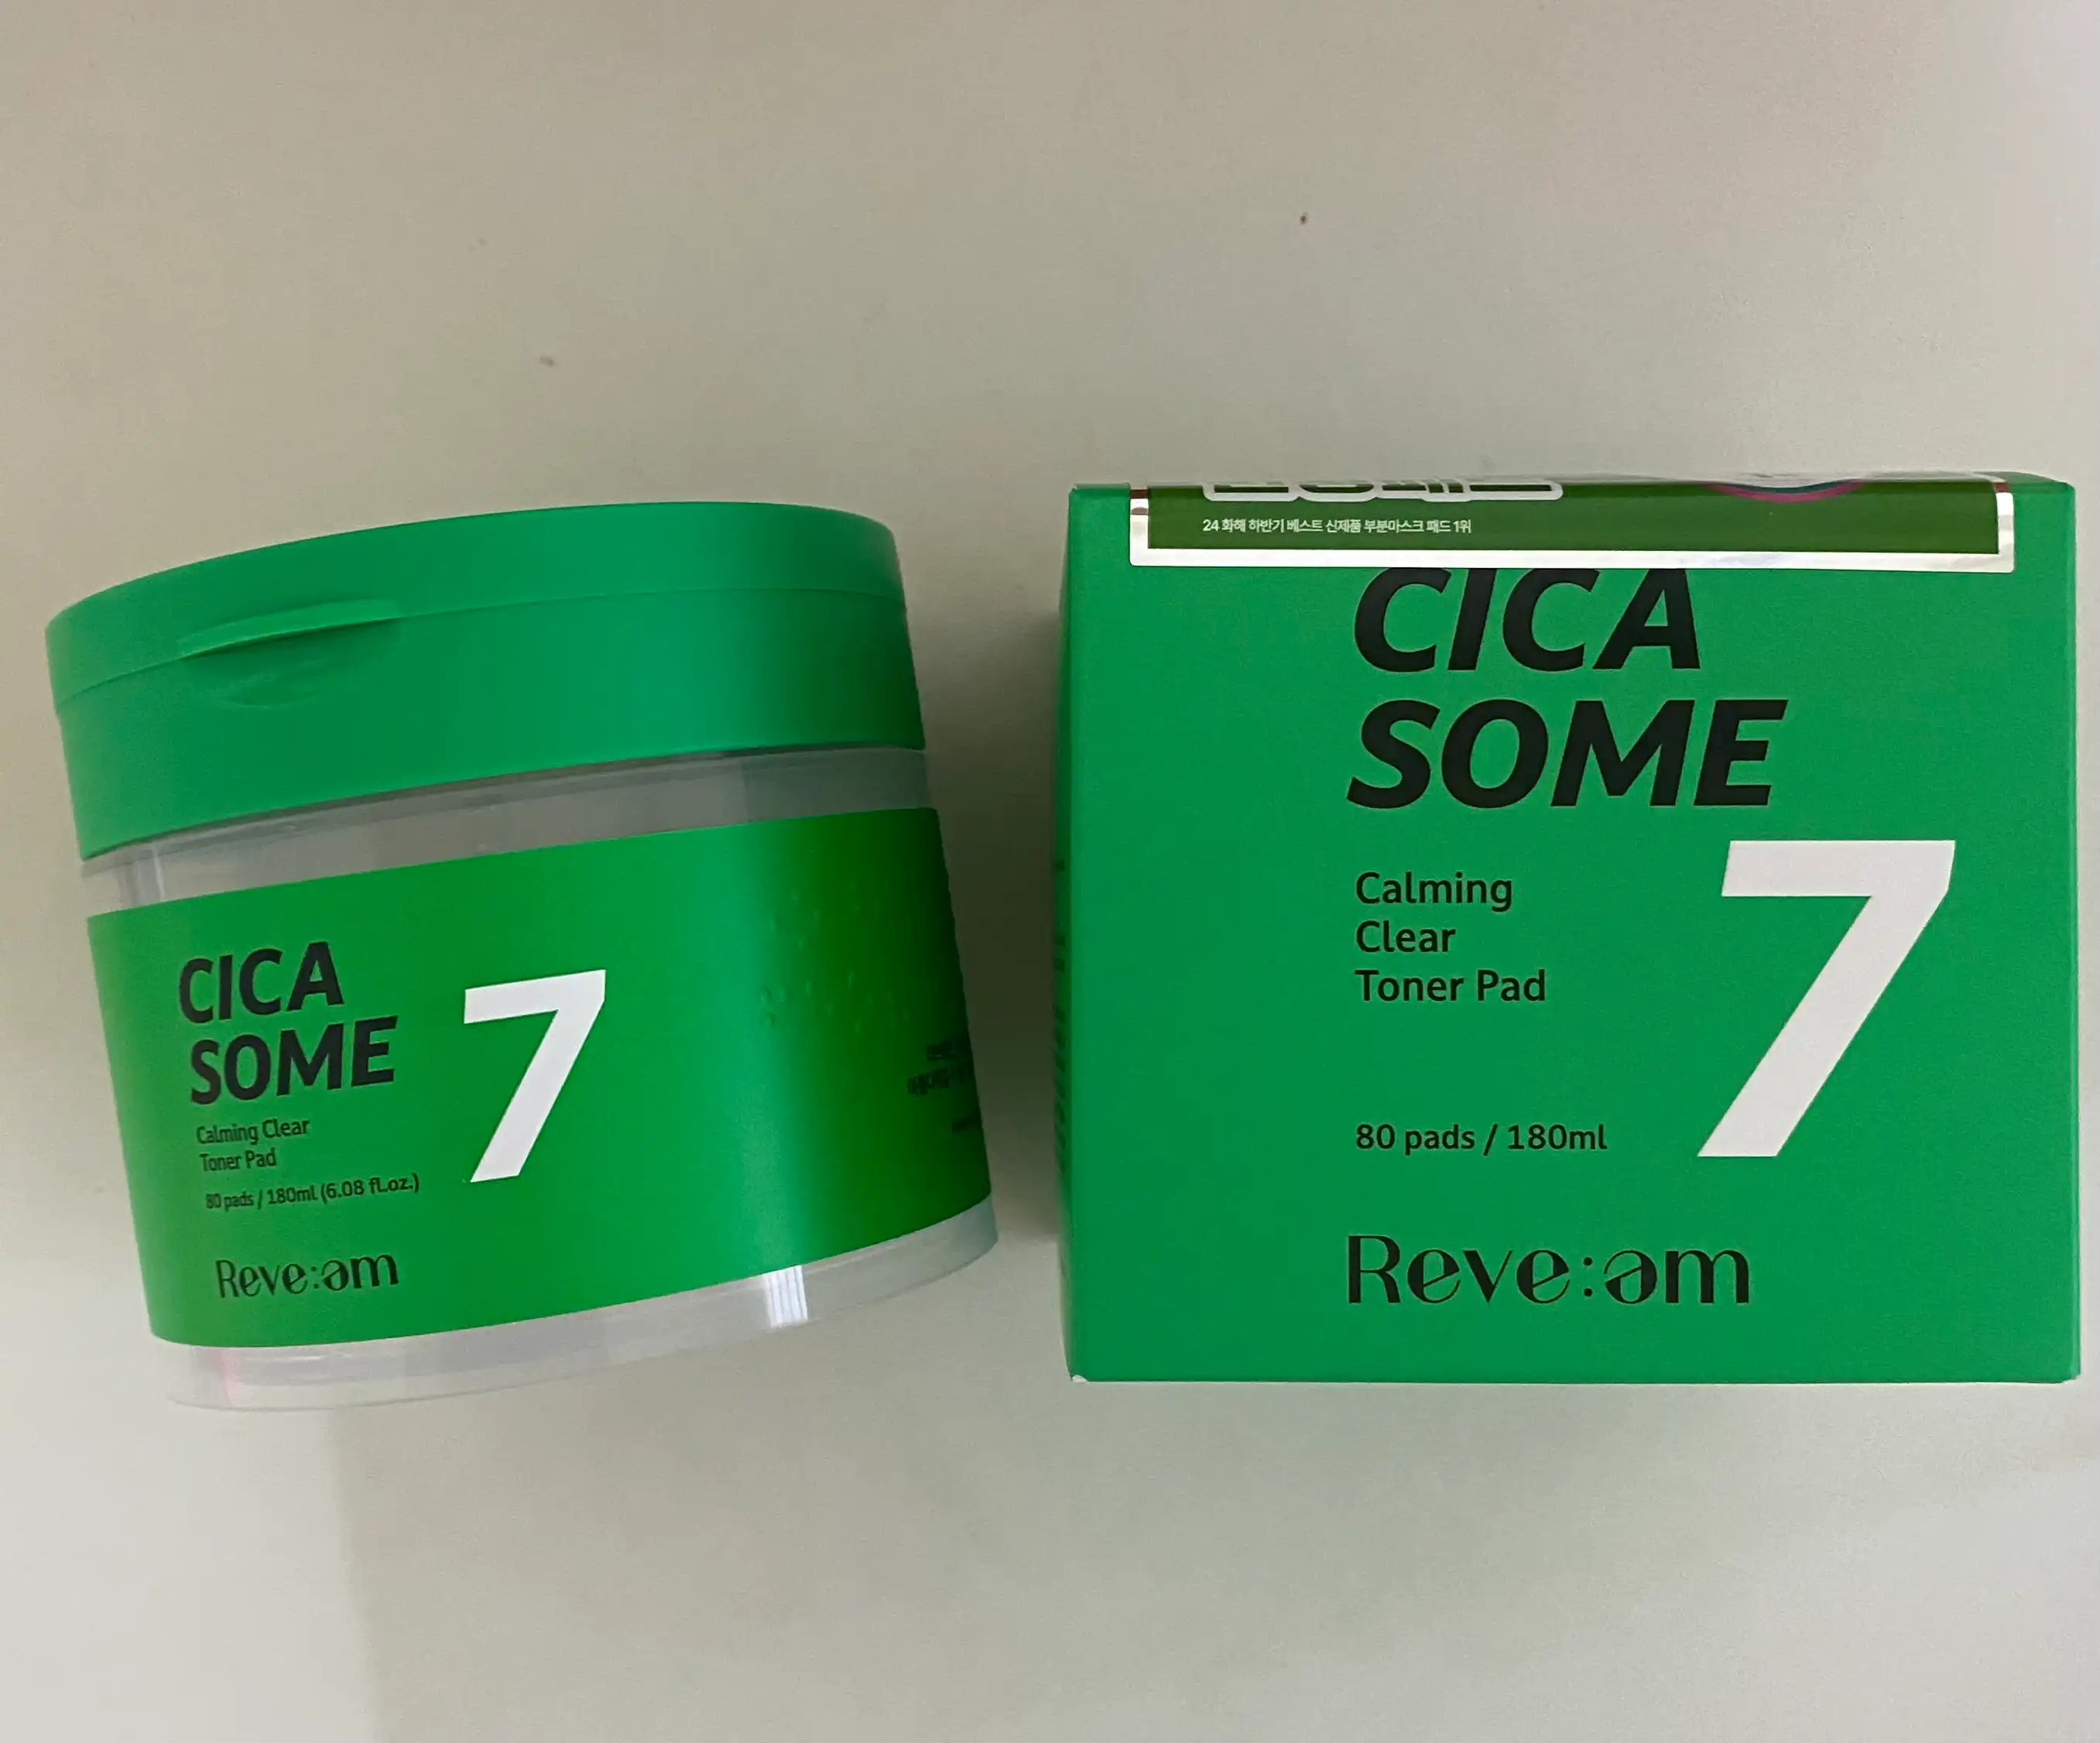 CICA
SOME
7
Calming Clear
Toner Pad
80 pads / 180ml (6.08 fl.oz.)
Reve:am
24 화해 하반기 베스트 신제품 부분마스크 패드 1위
CICA
SOME
7
Calming
Clear
Toner Pad
80 pads / 180ml
Reve:am